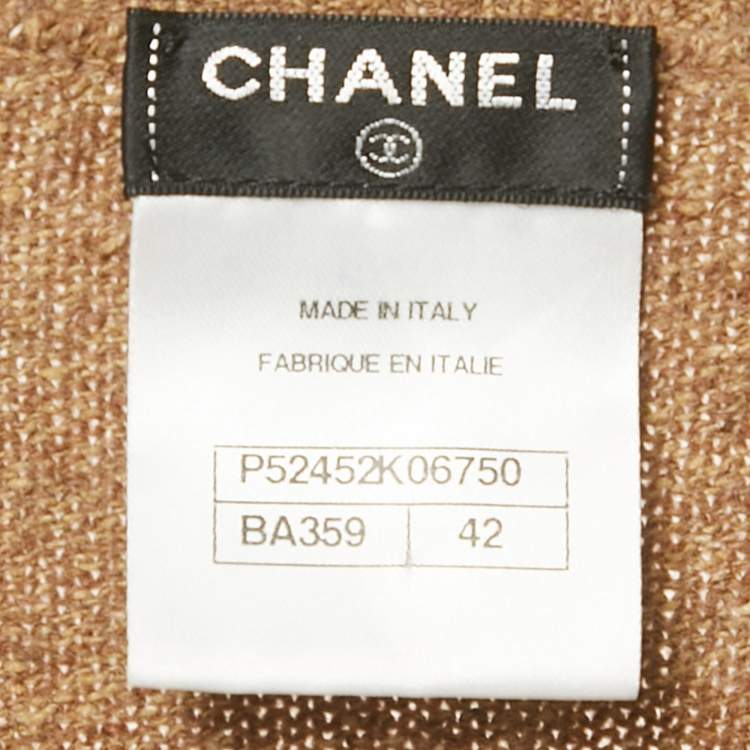 CHANEL
MADE IN ITALY
FABRIQUE EN ITALIE
P52452K06750
BA359 42